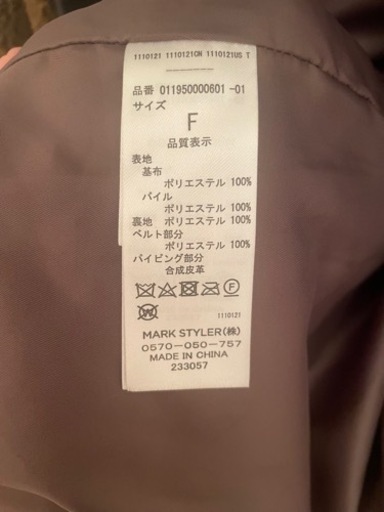 1110121 1110121CN 1110121US T
品番 011950000601-01
サイズ
F
品質表示
表地
基布
ポリエステル 100%
パイル
ポリエステル 100%
裏地 ポリエステル 100%
ベルト部分
ポリエステル 100%
パイピング部分
合成皮革
F
W
1110121
MARK STYLER(株)
0570-050-757
MADE IN CHINA
233057